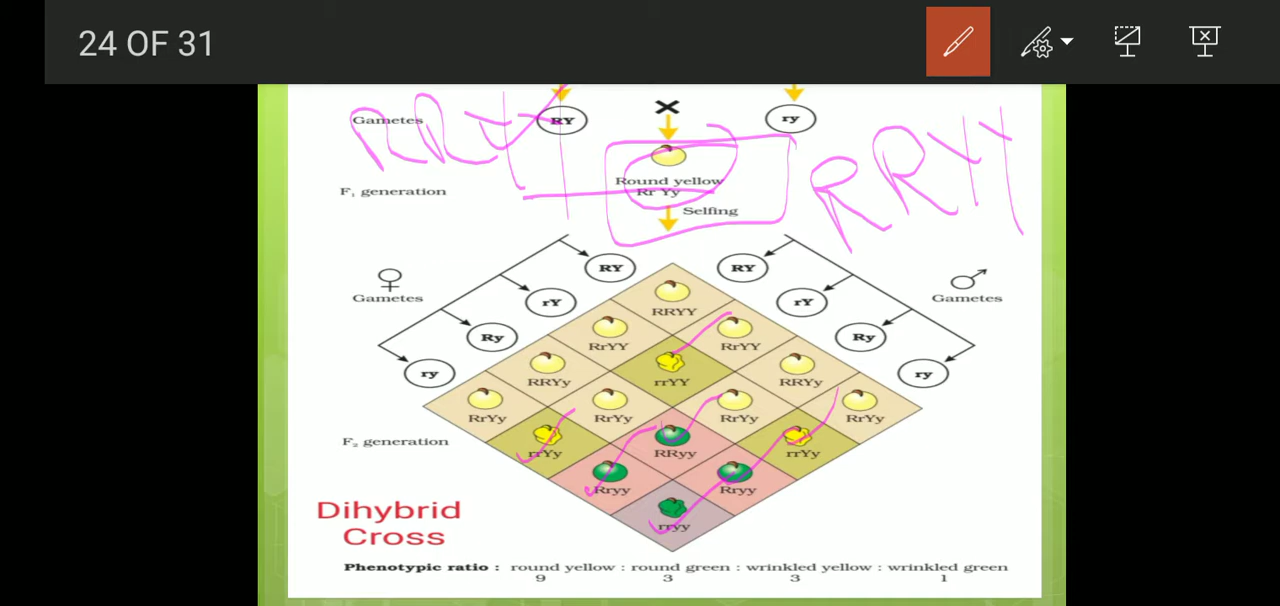 24 OF 31
RRYY
RRYY
Gametes RY ry
Round yellow
F₁ generation Rr Yy
Selfing
RY RY
Gametes rY rY Gametes
RRYY
Ry RrYY RrYY Ry
ry RRYy rrYY RRYy ry
RrYy RrYy RrYy RrYy
F₂ generation rrYy RRyy rrYy
Rryy Rryy
rryy
Dihybrid
Cross
Phenotypic ratio : round yellow : round green : wrinkled yellow : wrinkled green
9 3 3 1